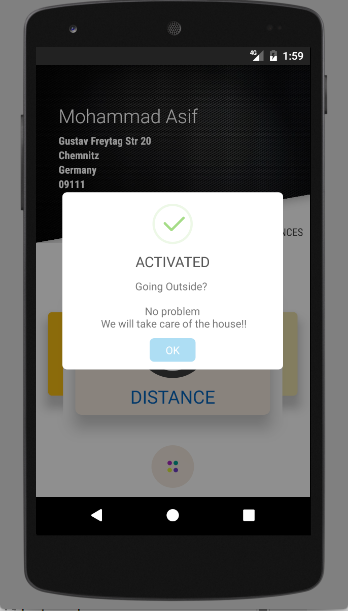 4G 1:59
Mohammad Asif
Gustav Freytag Str 20
Chemnitz
Germany
09111
NCES
ACTIVATED
Going Outside?
No problem
We will take care of the house!!
OK
DISTANCE